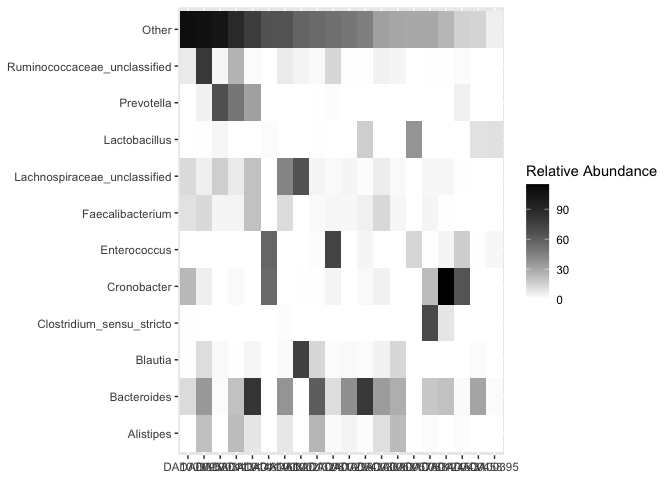 Other
Ruminococcaceae_unclassified
Prevotella
Lactobacillus
Lachnospiraceae_unclassified
Faecalibacterium
Enterococcus
Cronobacter
Clostridium_sensu_stricto
Blautia
Bacteroides
Alistipes
Relative Abundance
90
60
30
0